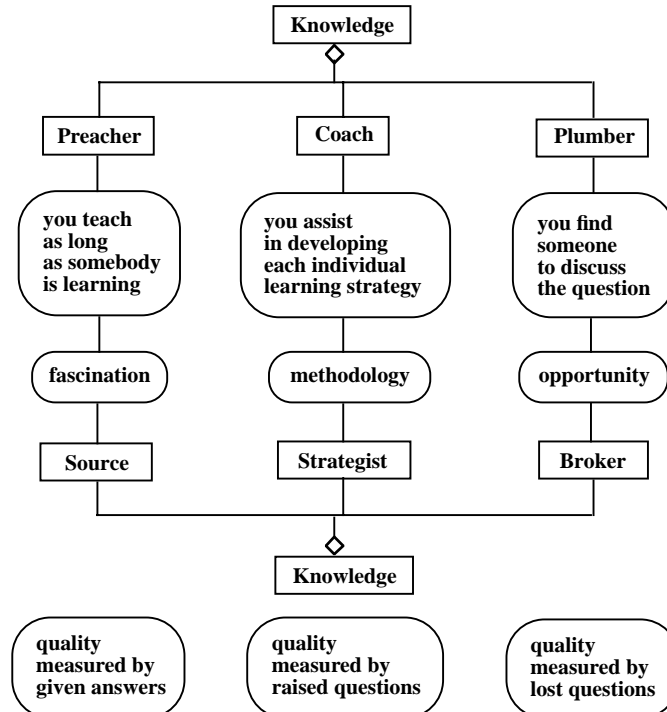 Knowledge
Preacher
Coach
Plumber
you teach
as long
as somebody
is learning
you assist
in developing
each individual
learning strategy
you find
someone
to discuss
the question
fascination
methodology
opportunity
Source
Strategist
Broker
Knowledge
quality
measured by
given answers
quality
measured by
raised questions
quality
measured by
lost questions